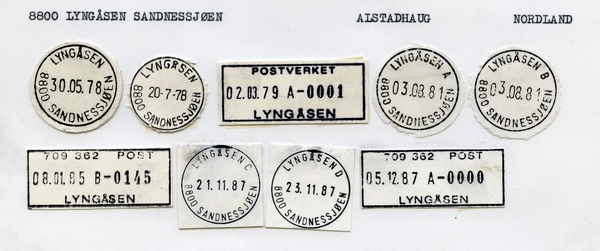 8800 LYNGÅSEN SANDNESSJØEN ALSTADHAUG NORDLAND
LYNGÅSEN
30.05.78
8800 SANDNESSJØEN
LYNGÅSEN
20-7-78
8800 SANDNESSJØEN
POSTVERKET
02.03.79 A-0001
LYNGÅSEN
LYNGÅSEN A
03.08.81
8800 SANDNESSJØEN
LYNGÅSEN B
03.08.81
8800 SANDNESSJØEN
709 362 POST
08.01.85 B-0145
LYNGÅSEN
LYNGÅSEN C
21.11.87
8800 SANDNESSJØEN
LYNGÅSEN D
23.11.87
8800 SANDNESSJØEN
709 362 POST
05.12.87 A-0000
LYNGÅSEN